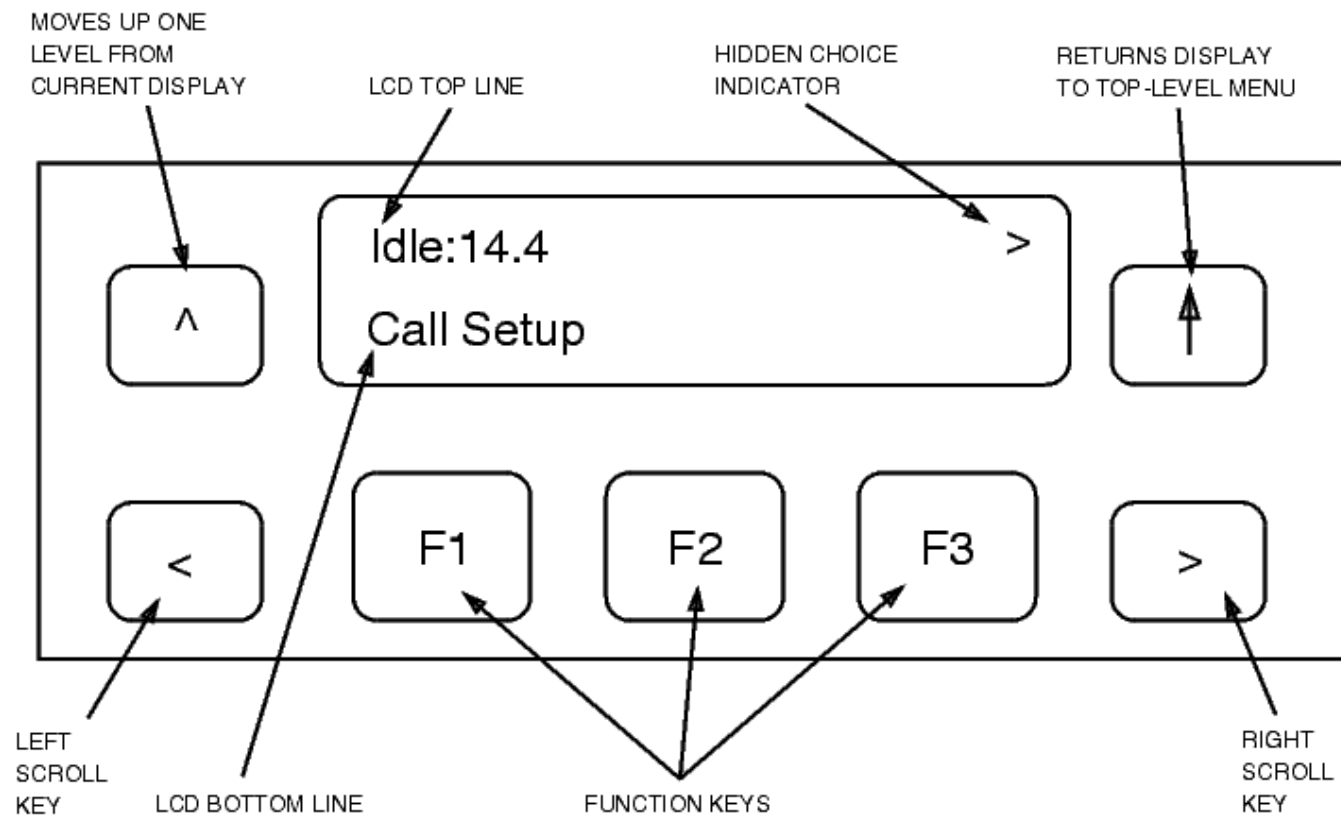 MOVES UP ONE
LEVEL FROM
CURRENT DISPLAY
LCD TOP LINE
HIDDEN CHOICE
INDICATOR
RETURNS DISPLAY
TO TOP-LEVEL MENU
Idle:14.4 >
^
Call Setup
F1
F2
F3
<
>
LEFT
SCROLL
KEY
LCD BOTTOM LINE
FUNCTION KEYS
RIGHT
SCROLL
KEY